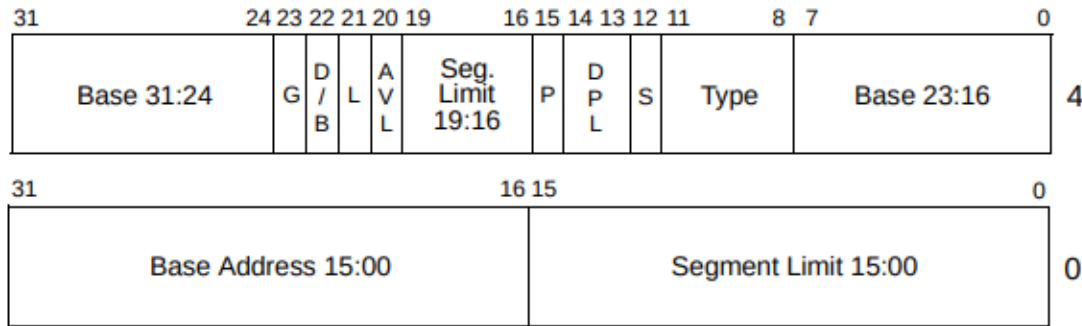 31 24 23 22 21 20 19 16 15 14 13 12 11 8 7 0
Base 31:24 G D/B L AVL Seg. Limit 19:16 P DPL S Type Base 23:16 4
31 16 15 0
Base Address 15:00 Segment Limit 15:00 0